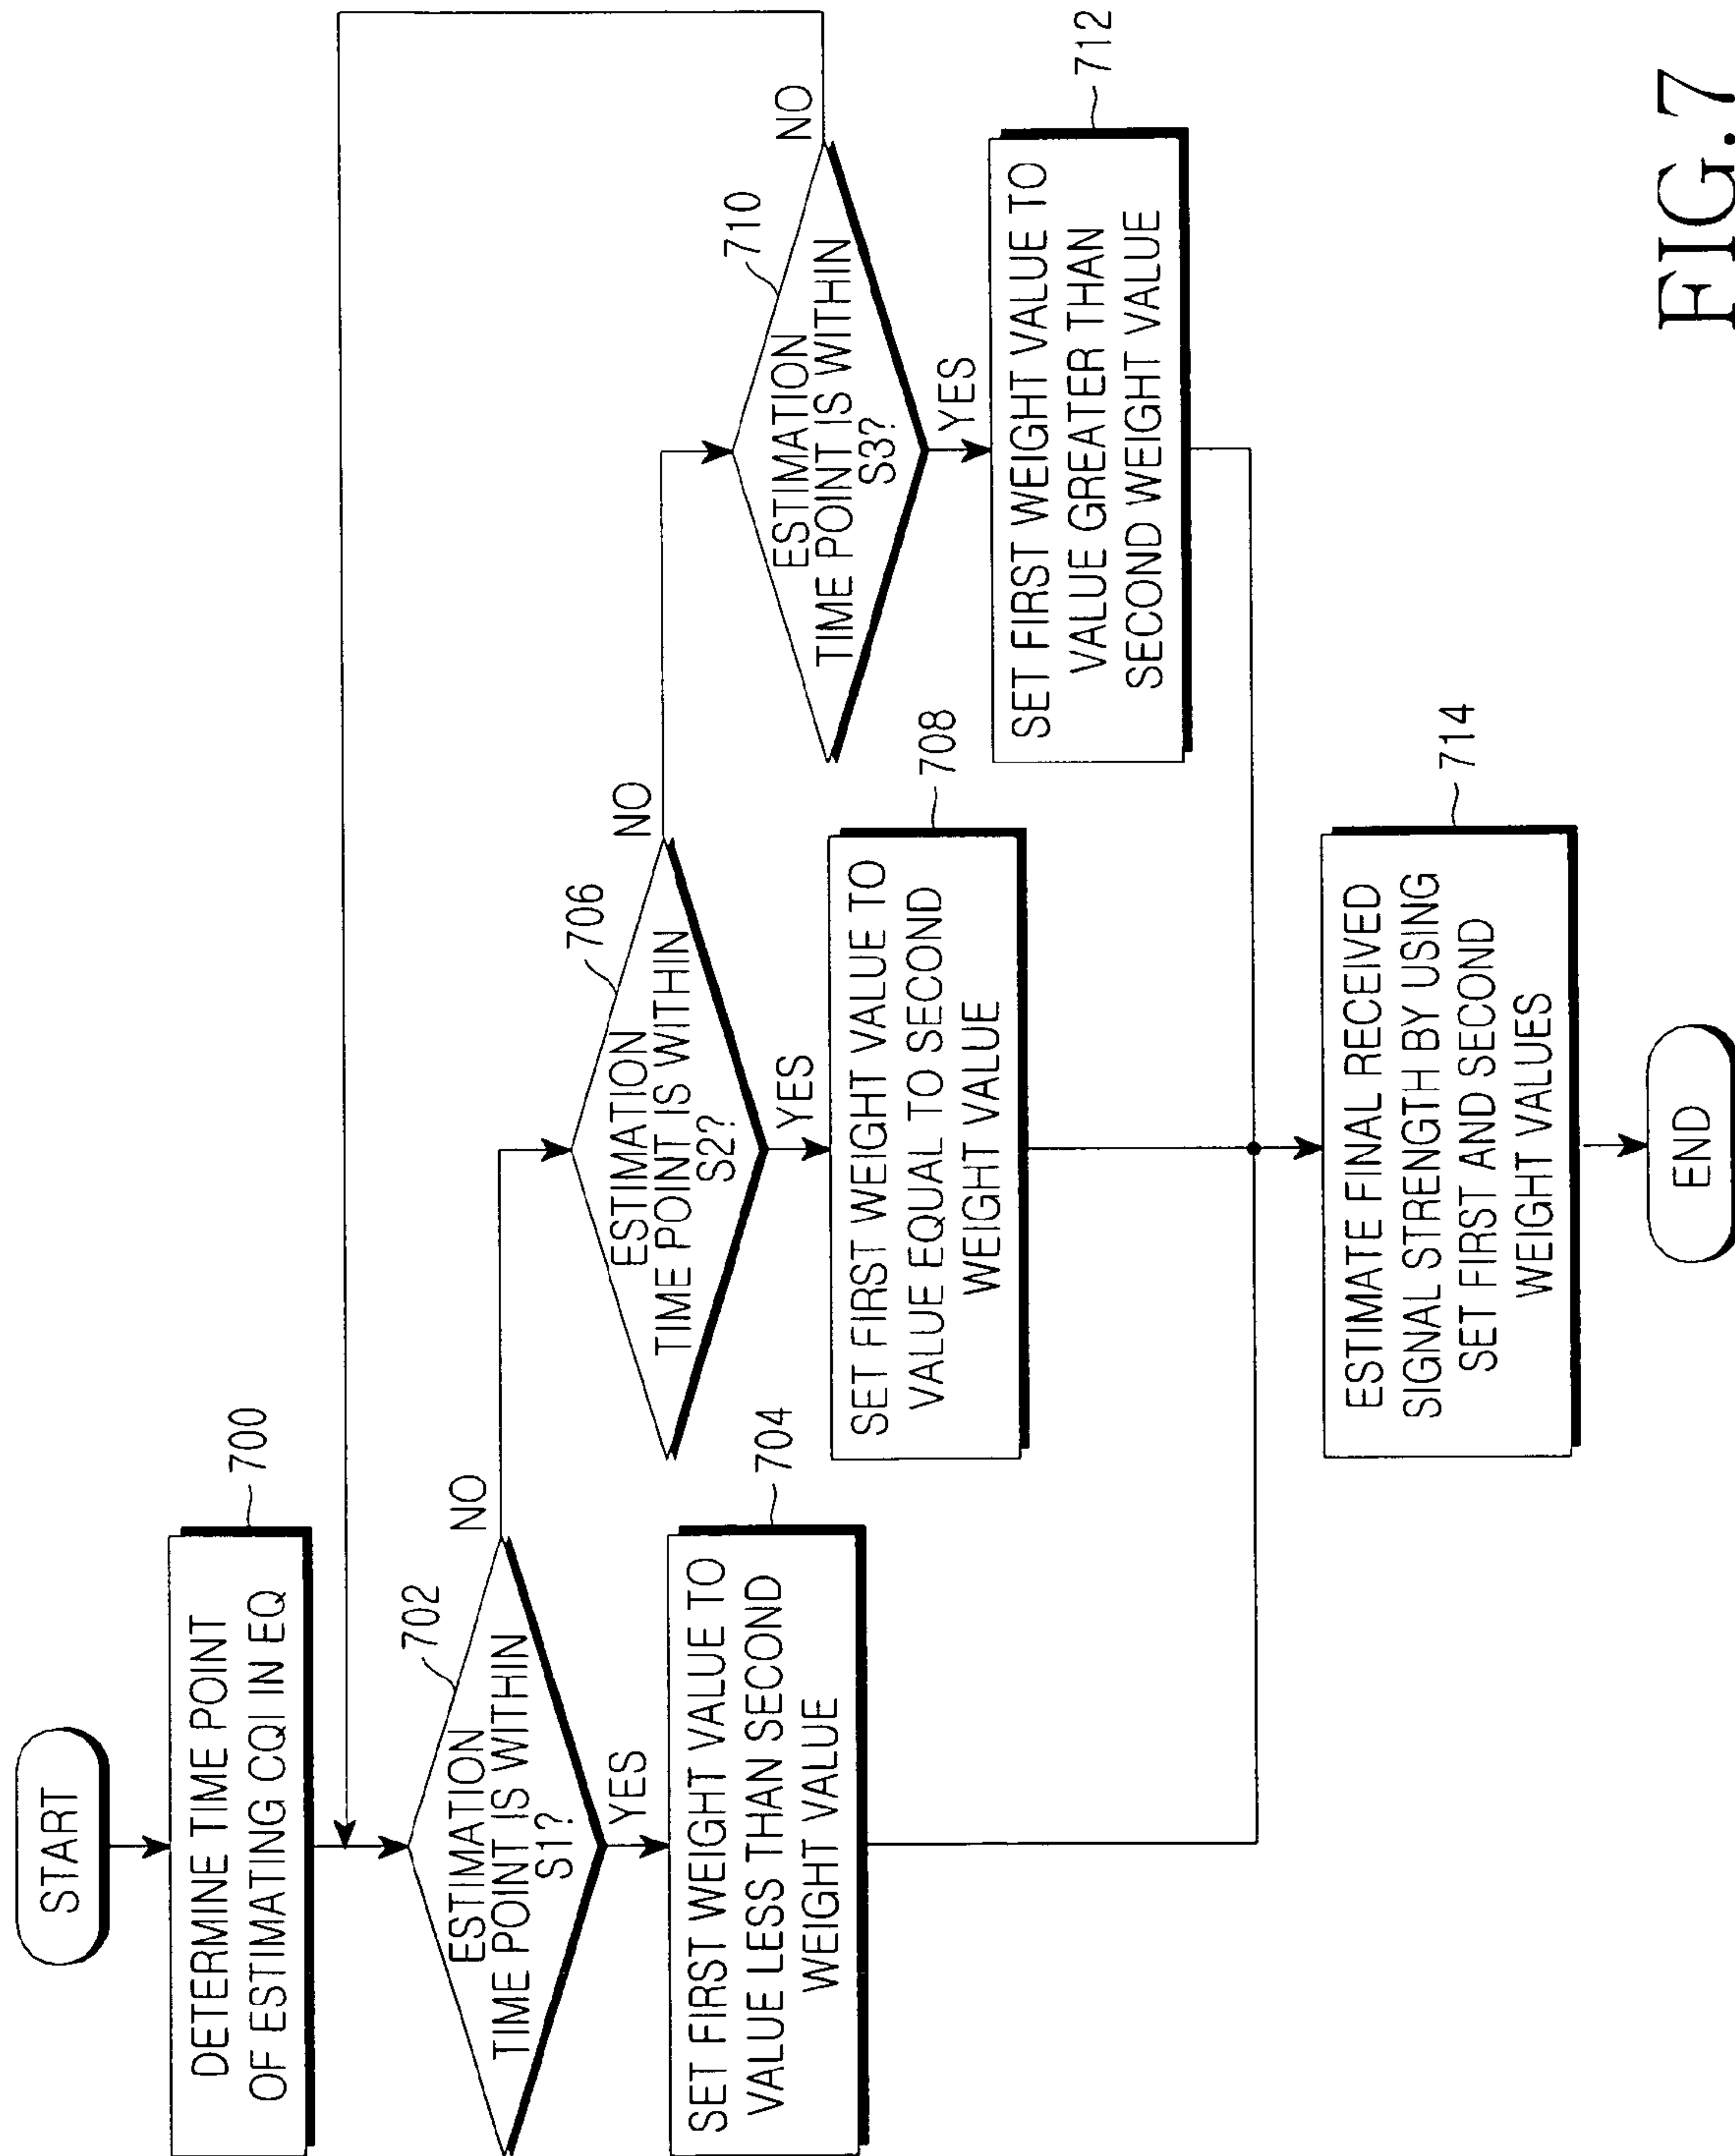 START
DETERMINE TIME POINT
OF ESTIMATING CQI IN EQ
700
ESTIMATION
TIME POINT IS WITHIN
S1?
702
NO
YES
SET FIRST WEIGHT VALUE TO
VALUE LESS THAN SECOND
WEIGHT VALUE
704
ESTIMATION
TIME POINT IS WITHIN
S2?
706
NO
YES
SET FIRST WEIGHT VALUE TO
VALUE EQUAL TO SECOND
WEIGHT VALUE
708
ESTIMATION
TIME POINT IS WITHIN
S3?
710
NO
YES
SET FIRST WEIGHT VALUE TO
VALUE GREATER THAN
SECOND WEIGHT VALUE
712
ESTIMATE FINAL RECEIVED
SIGNAL STRENGTH BY USING
SET FIRST AND SECOND
WEIGHT VALUES
714
END
FIG.7